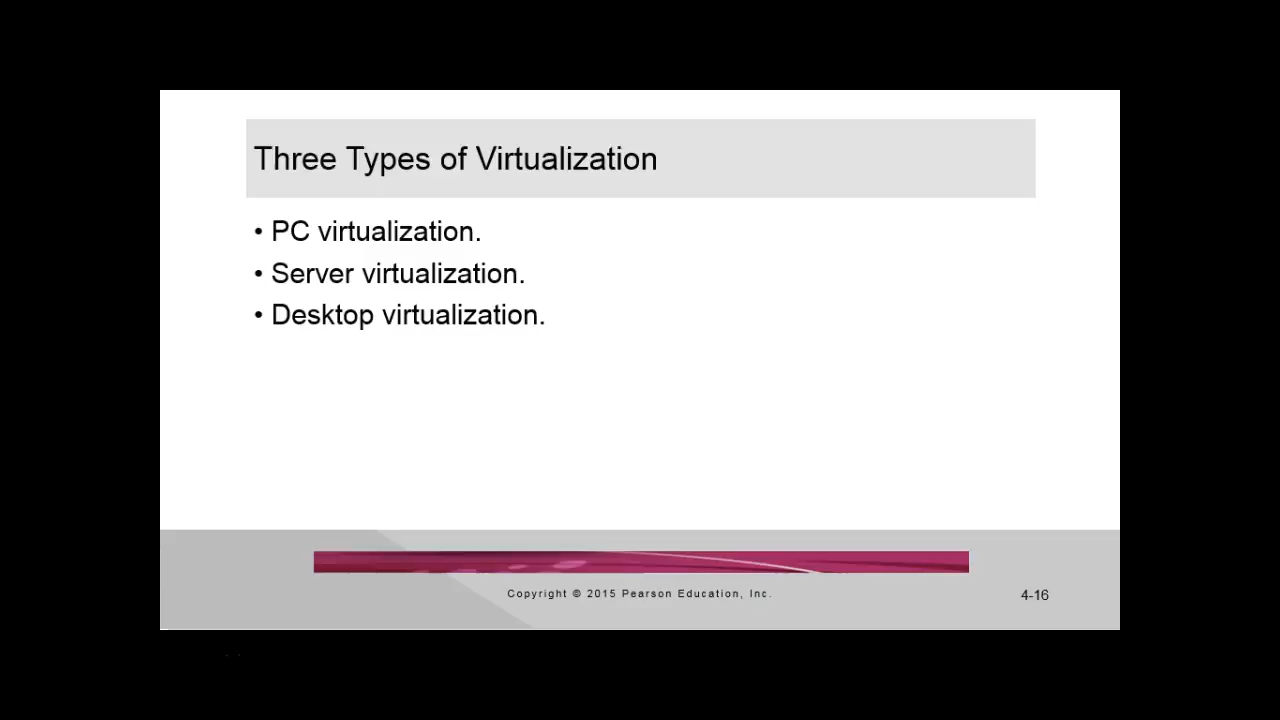 Three Types of Virtualization
• PC virtualization.
• Server virtualization.
• Desktop virtualization.
Copyright © 2015 Pearson Education, Inc.
4-16